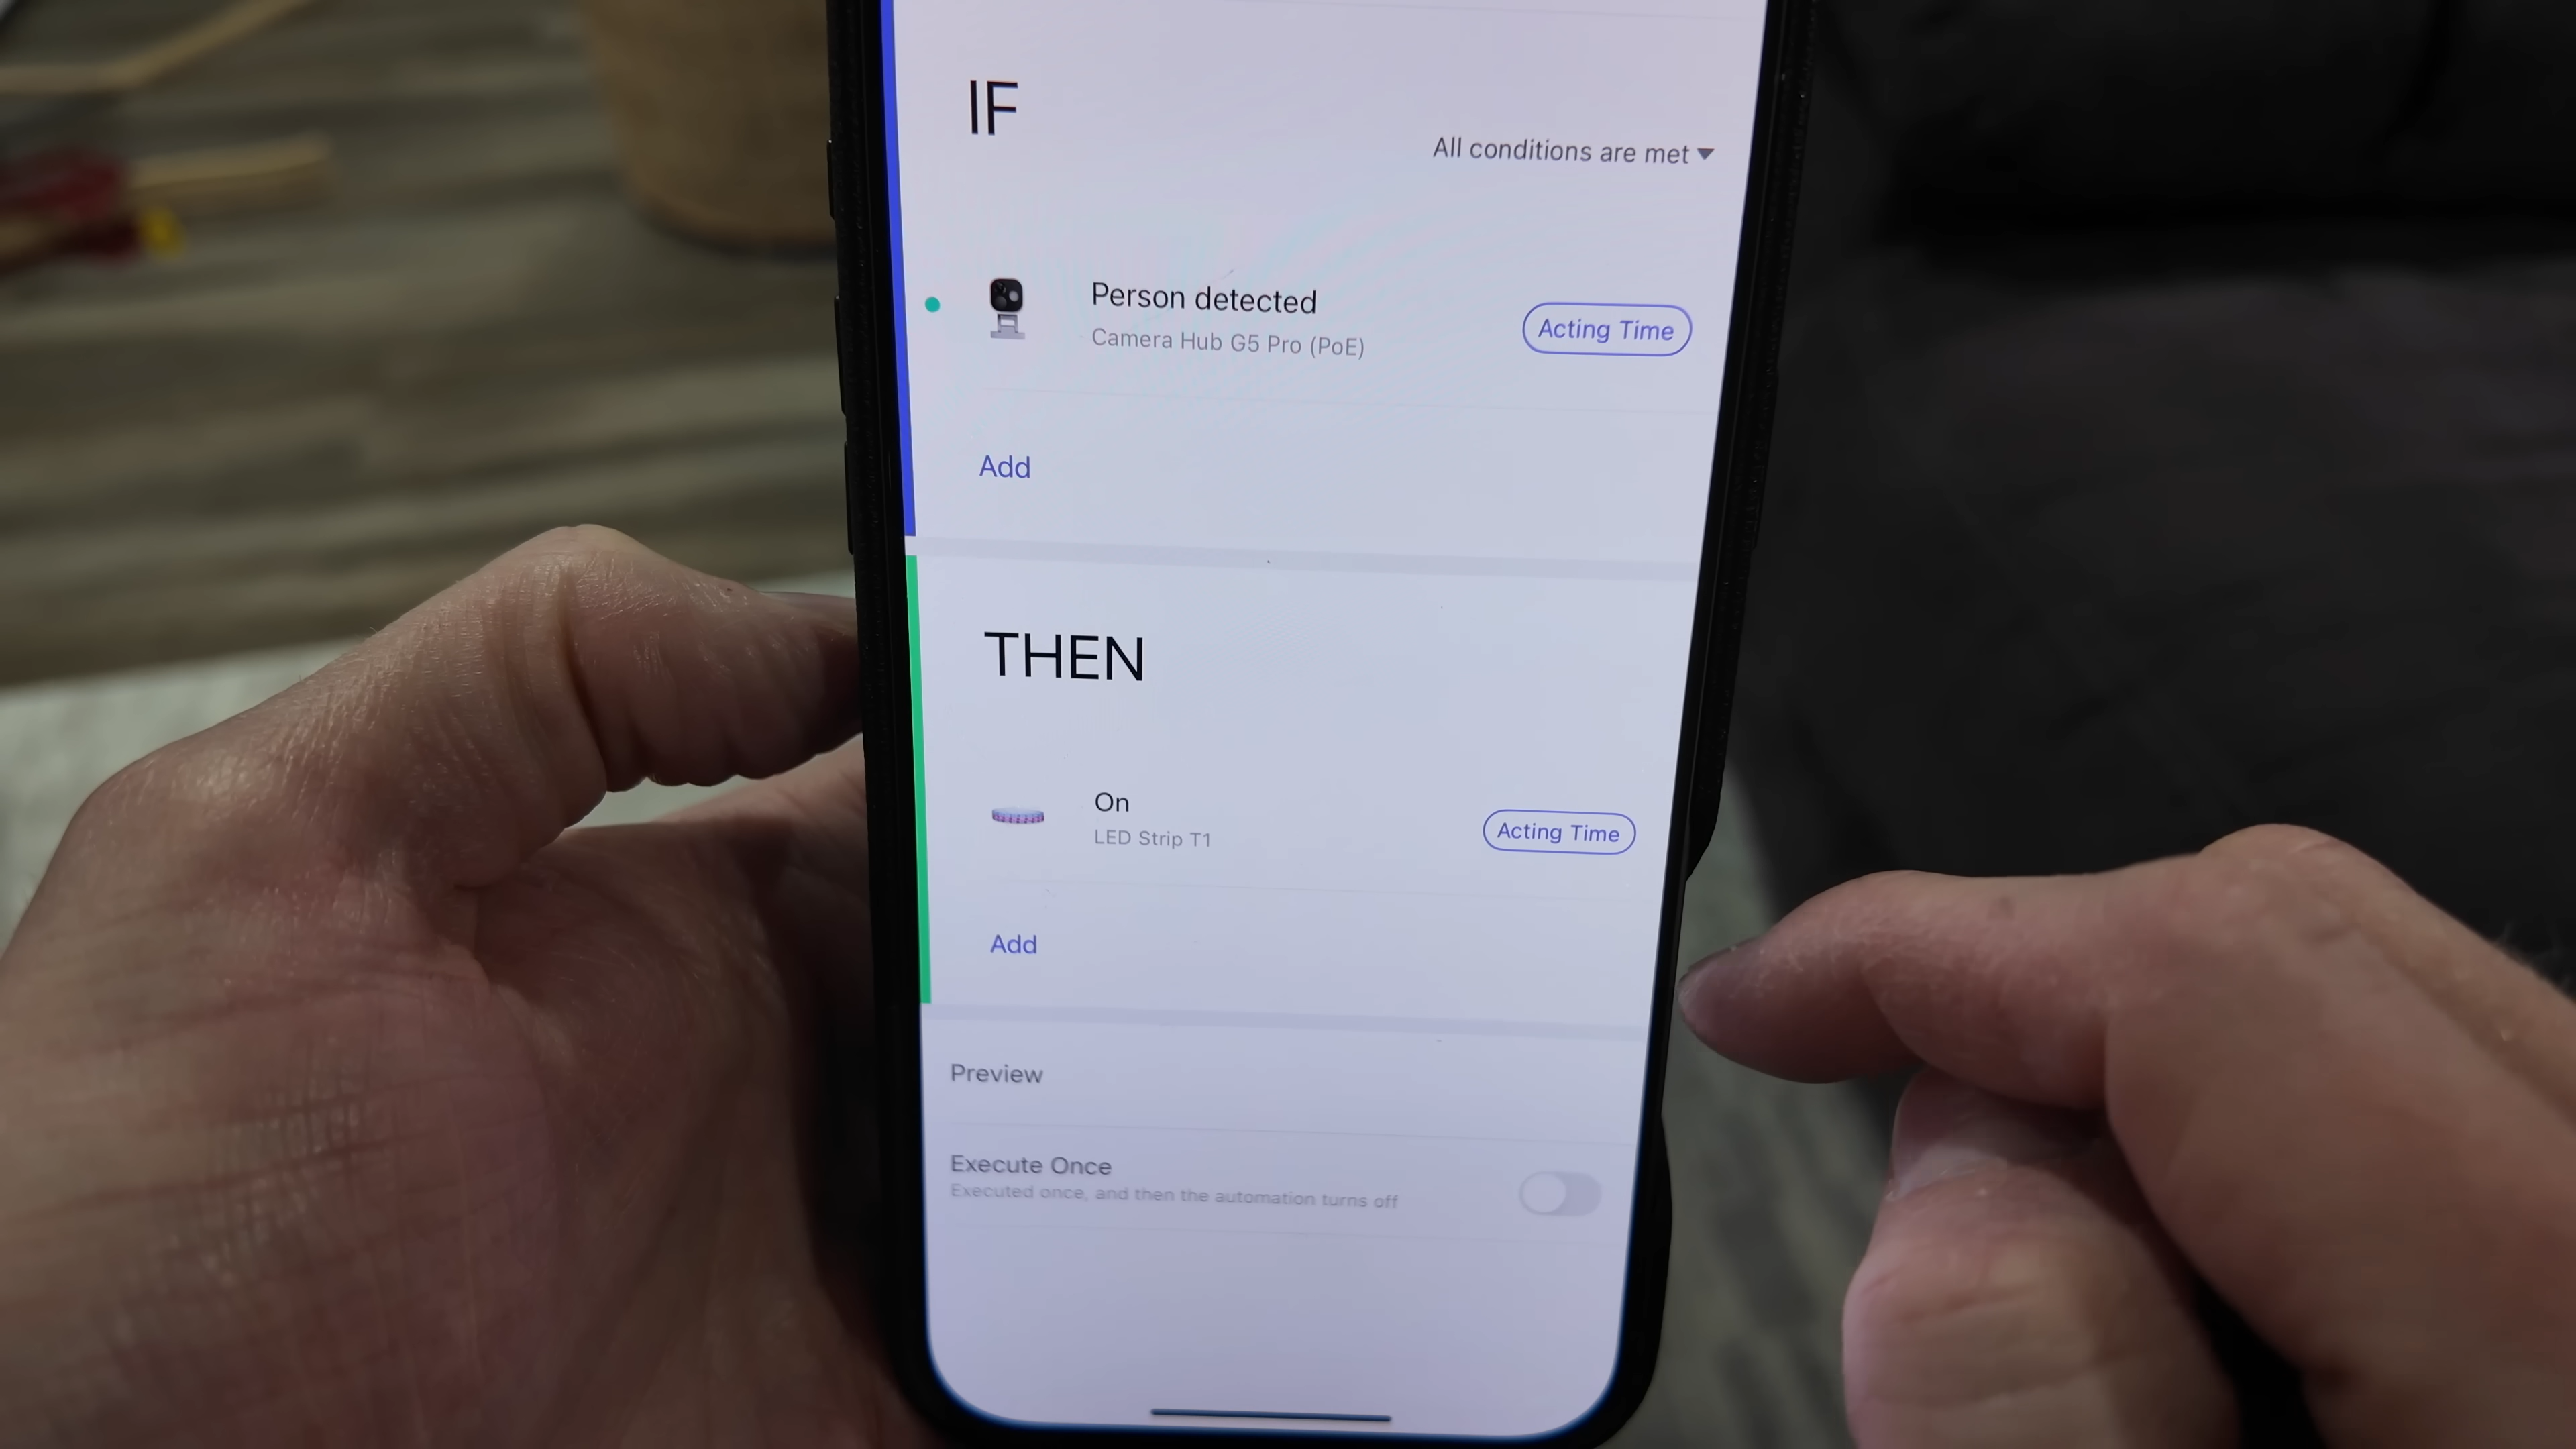 IF
All conditions are met
Person detected
Camera Hub G5 Pro (PoE)
Acting Time
Add
THEN
On
LED Strip T1
Acting Time
Add
Preview
Execute Once
Executed once, and then the automation turns off